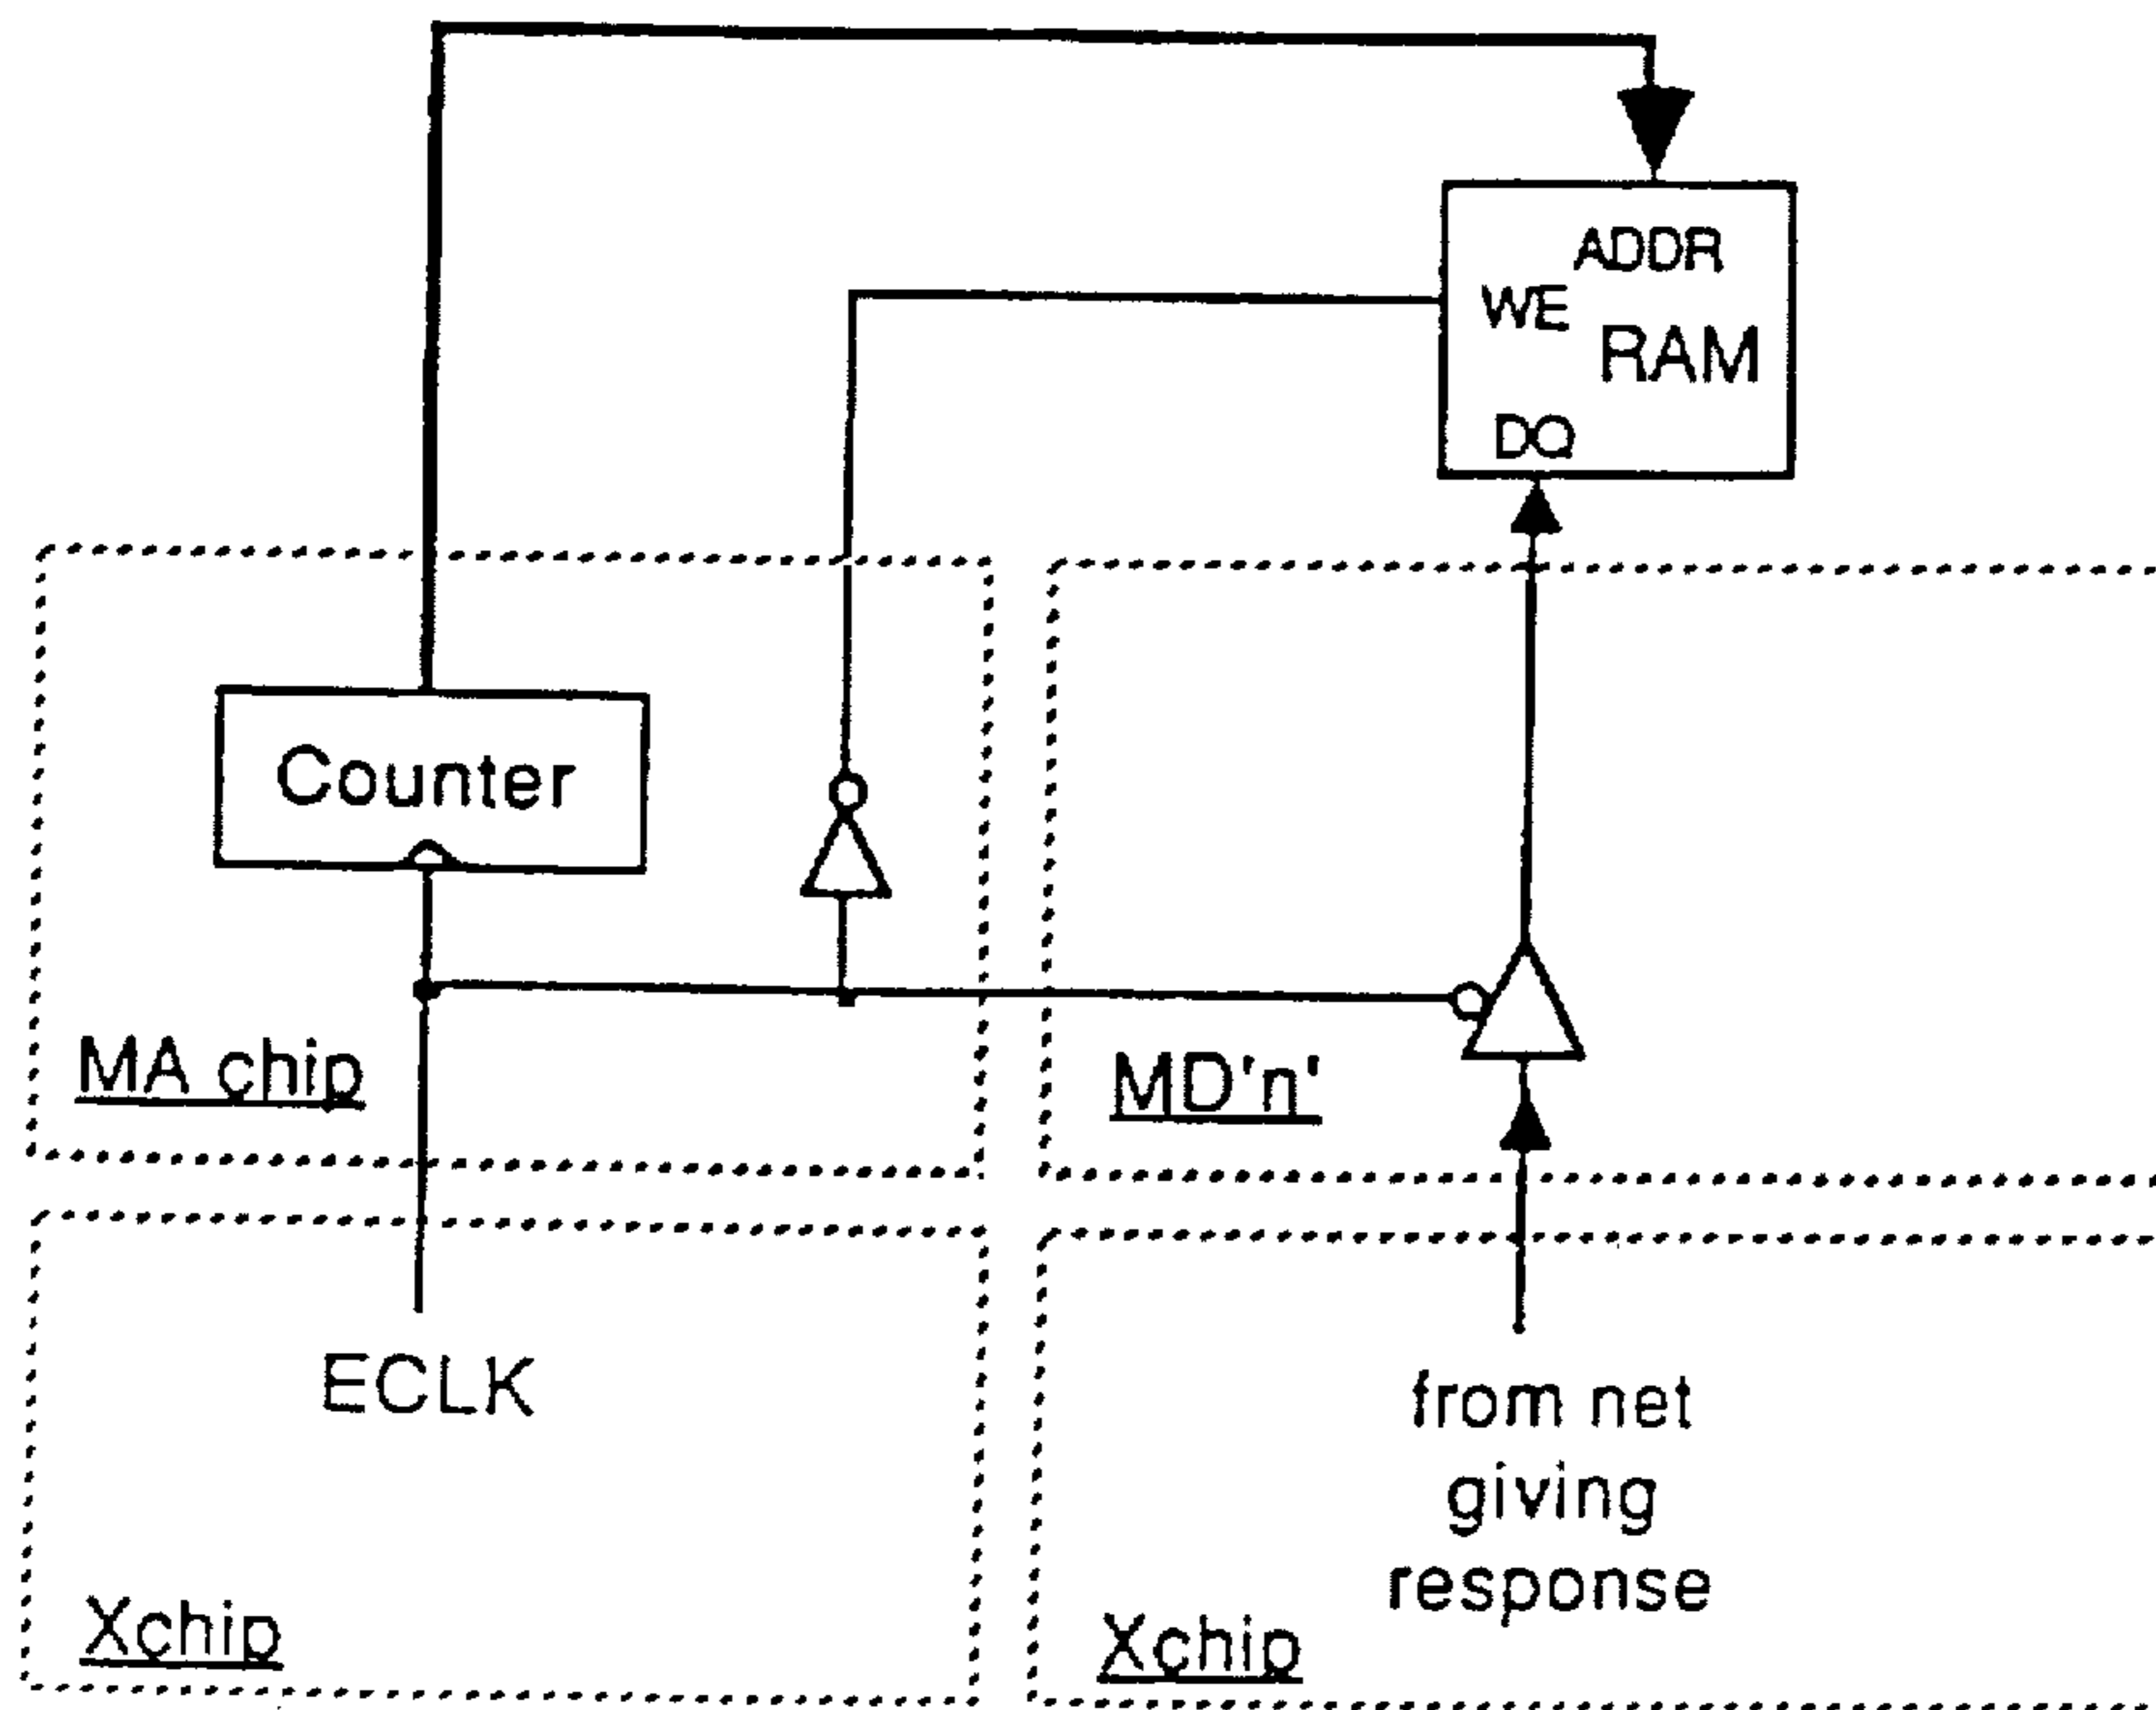 ADDR
WE
RAM
DQ
Counter
MA chip
MD'n'
ECLK
from net
giving
response
Xchip
Xchip